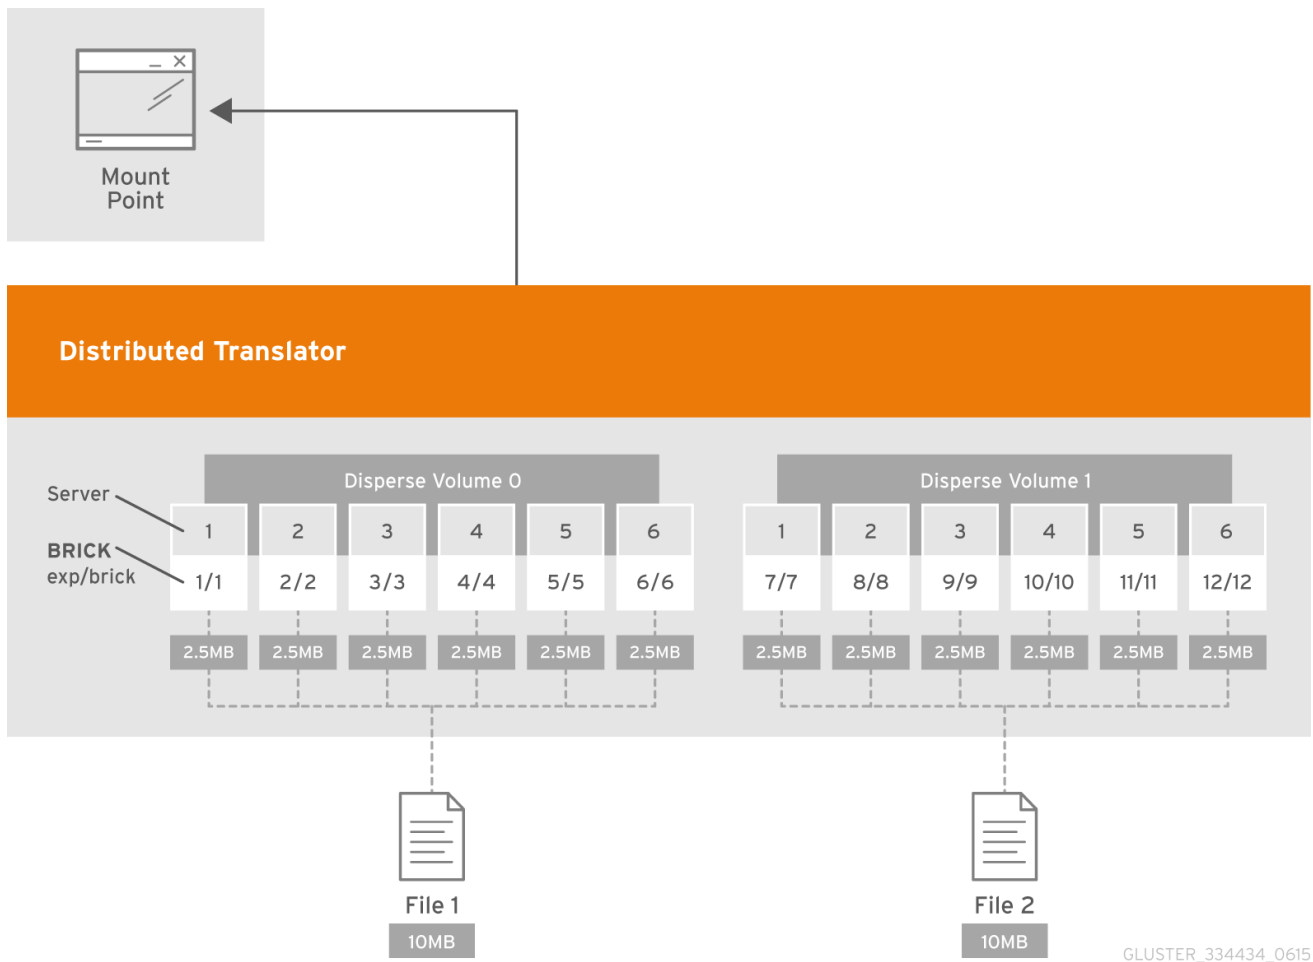 Mount
Point
Distributed Translator
Disperse Volume 0
Disperse Volume 1
Server
1 2 3 4 5 6
1 2 3 4 5 6
BRICK
exp/brick
1/1 2/2 3/3 4/4 5/5 6/6
7/7 8/8 9/9 10/10 11/11 12/12
2.5MB 2.5MB 2.5MB 2.5MB 2.5MB 2.5MB
2.5MB 2.5MB 2.5MB 2.5MB 2.5MB 2.5MB
File 1
10MB
File 2
10MB
GLUSTER_334434_0615